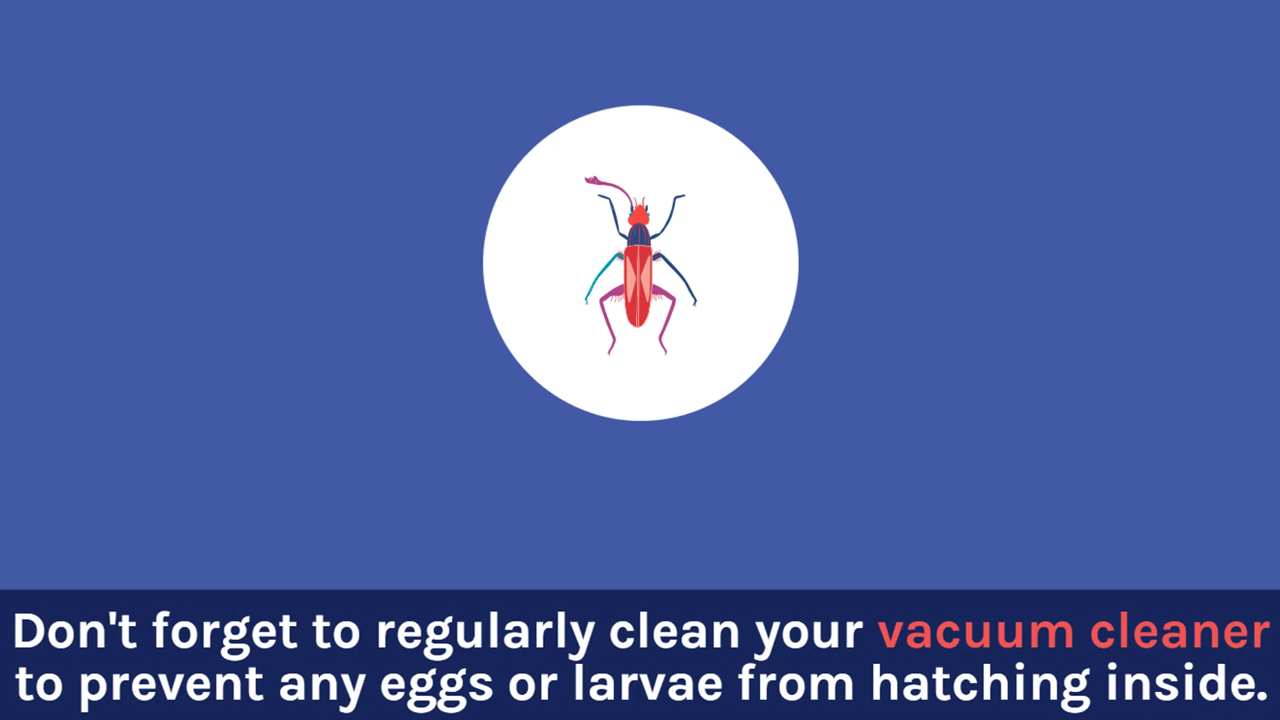 Don't forget to regularly clean your vacuum cleaner
to prevent any eggs or larvae from hatching inside.